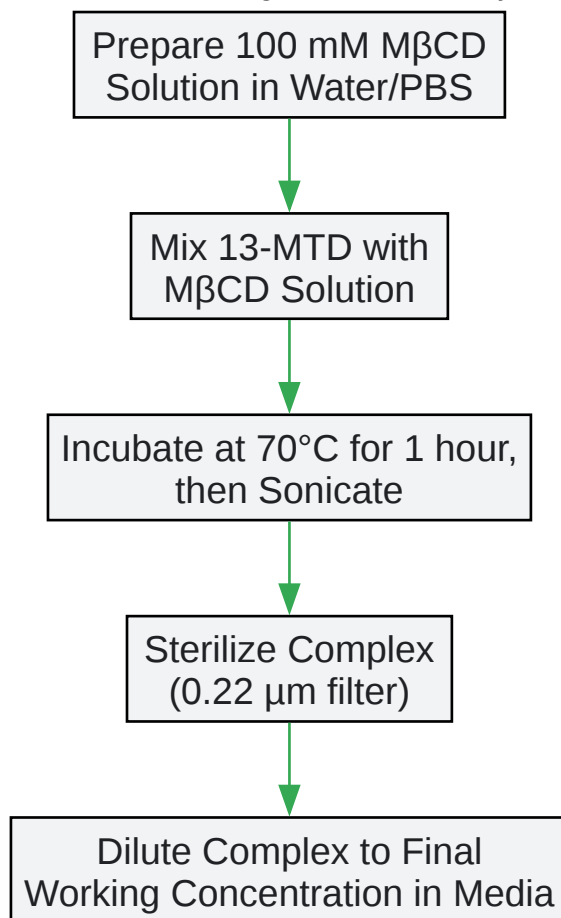 Prepare 100 mM MβCD
Solution in Water/PBS
Mix 13-MTD with
MβCD Solution
Incubate at 70°C for 1 hour,
then Sonicate
Sterilize Complex
(0.22 µm filter)
Dilute Complex to Final
Working Concentration in Media